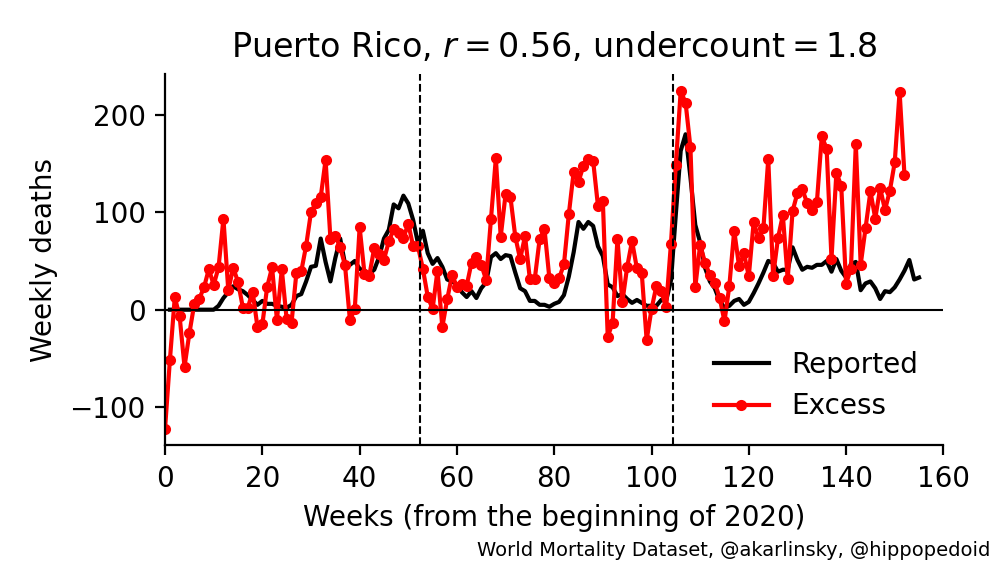 Puerto Rico, r = 0.56, undercount = 1.8
200
100
0
−100
Weekly deaths
Reported
Excess
0 20 40 60 80 100 120 140 160
Weeks (from the beginning of 2020)
World Mortality Dataset, @akarlinsky, @hippopedoid